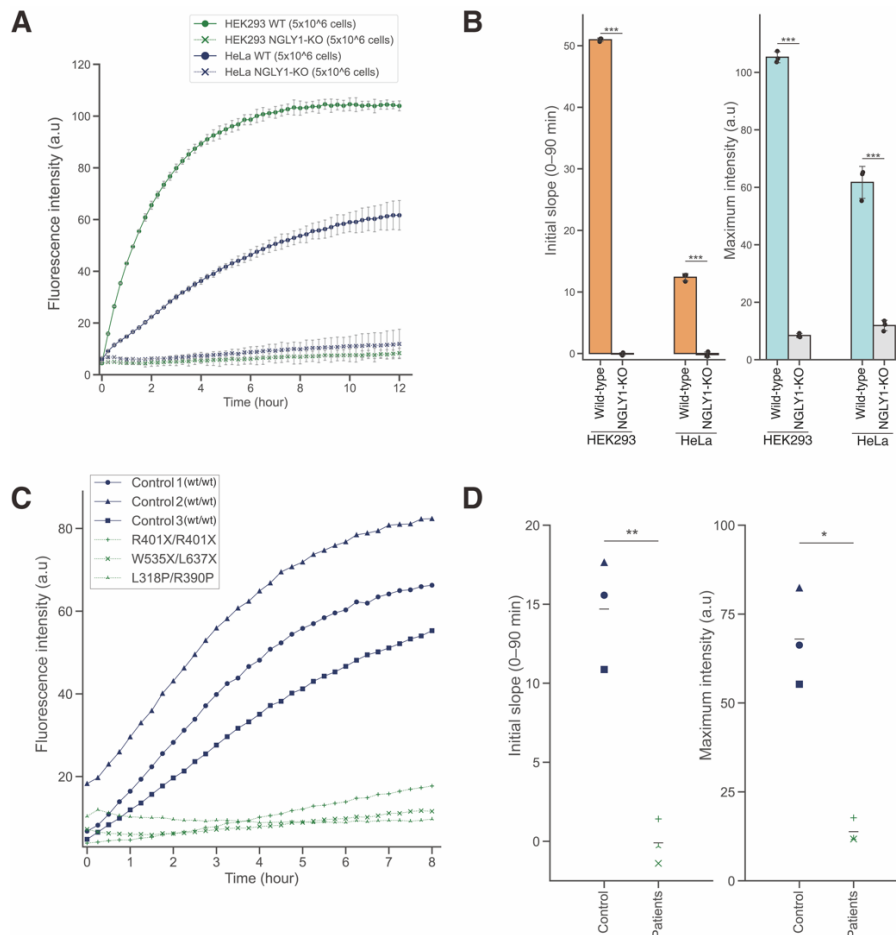 A
HEK293 WT (5x10^6 cells)
HEK293 NGLY1-KO (5x10^6 cells)
HeLa WT (5x10^6 cells)
HeLa NGLY1-KO (5x10^6 cells)
Fluorescence intensity (a.u)
120
100
80
60
40
20
0
0
2
4
6
8
10
12
Time (hour)
B
Initial slope (0–90 min)
50
40
30
20
10
0
***
***
Wild-type
NGLY1-KO
Wild-type
NGLY1-KO
HEK293
HeLa
Maximum intensity (a.u)
100
80
60
40
20
0
***
***
Wild-type
NGLY1-KO
Wild-type
NGLY1-KO
HEK293
HeLa
C
Control 1 (wt/wt)
Control 2 (wt/wt)
Control 3 (wt/wt)
R401X/R401X
W535X/L637X
L318P/R390P
Fluorescence intensity (a.u)
80
60
40
20
0
1
2
3
4
5
6
7
8
Time (hour)
D
Initial slope (0–90 min)
20
15
10
5
0
**
Control
Patients
Maximum intensity (a.u)
100
75
50
25
0
*
Control
Patients